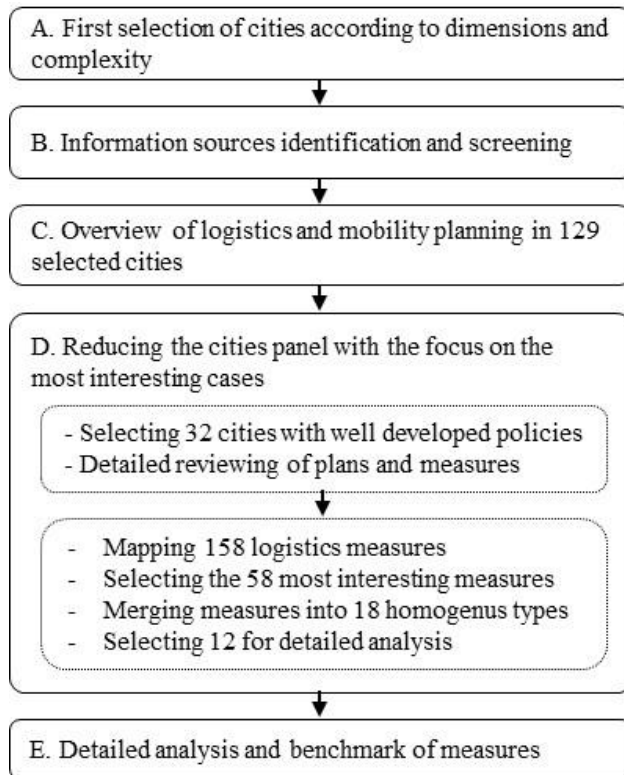 A. First selection of cities according to dimensions and
complexity
B. Information sources identification and screening
C. Overview of logistics and mobility planning in 129
selected cities
D. Reducing the cities panel with the focus on the
most interesting cases
- Selecting 32 cities with well developed policies
- Detailed reviewing of plans and measures
- Mapping 158 logistics measures
- Selecting the 58 most interesting measures
- Merging measures into 18 homogenus types
- Selecting 12 for detailed analysis
E. Detailed analysis and benchmark of measures